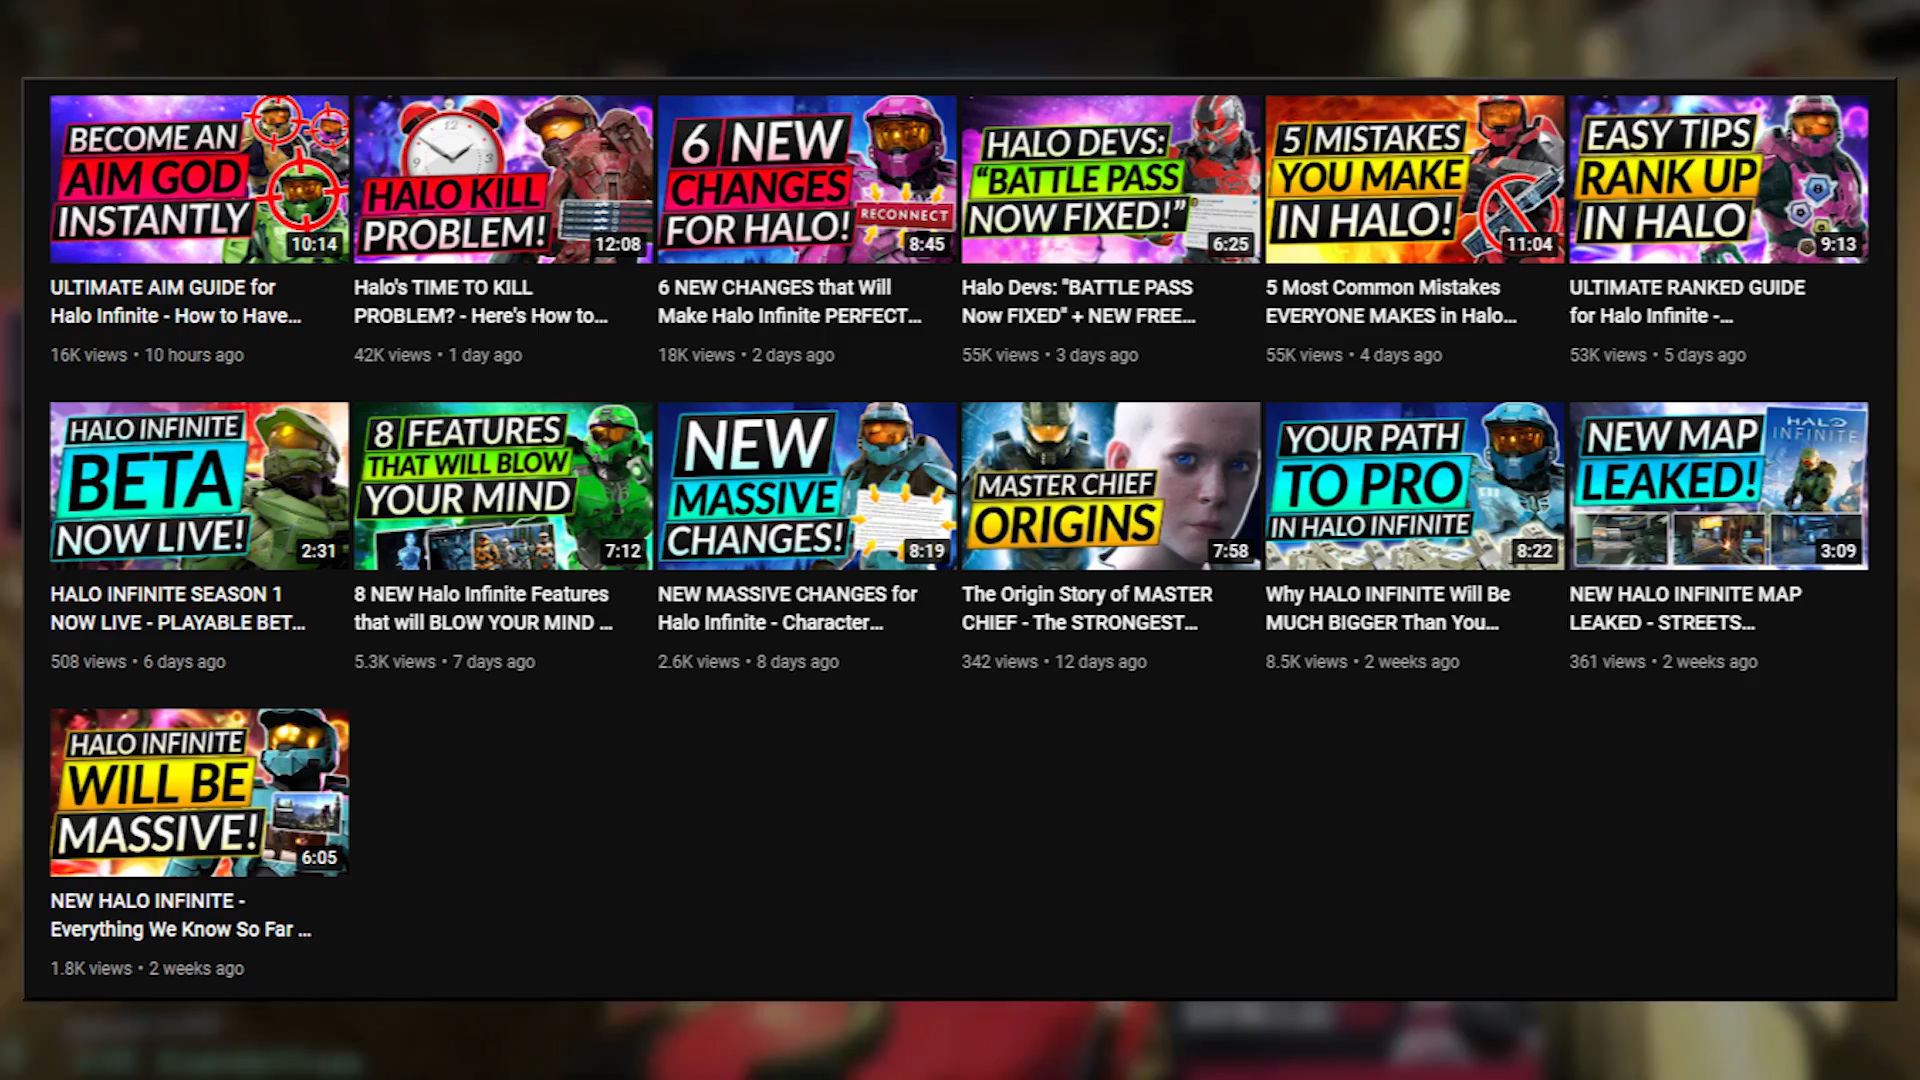 BECOME AN
AIM GOD
INSTANTLY
10:14
ULTIMATE AIM GUIDE for
Halo Infinite - How to Have...
16K views • 10 hours ago
HALO KILL
PROBLEM!
12:08
Halo's TIME TO KILL
PROBLEM? - Here's How to...
42K views • 1 day ago
6 NEW
CHANGES
FOR HALO!
RECONNECT
8:45
6 NEW CHANGES that Will
Make Halo Infinite PERFECT...
18K views • 2 days ago
HALO DEVS:
"BATTLE PASS
NOW FIXED!"
6:25
Halo Devs: "BATTLE PASS
Now FIXED" + NEW FREE...
55K views • 3 days ago
5 MISTAKES
YOU MAKE
IN HALO!
11:04
5 Most Common Mistakes
EVERYONE MAKES in Halo...
55K views • 4 days ago
EASY TIPS
RANK UP
IN HALO
9:13
ULTIMATE RANKED GUIDE
for Halo Infinite -...
53K views • 5 days ago
HALO INFINITE
BETA
NOW LIVE!
2:31
HALO INFINITE SEASON 1
NOW LIVE - PLAYABLE BET...
508 views • 6 days ago
8 FEATURES
THAT WILL BLOW
YOUR MIND
7:12
8 NEW Halo Infinite Features
that will BLOW YOUR MIND ...
5.3K views • 7 days ago
NEW
MASSIVE
CHANGES!
8:19
NEW MASSIVE CHANGES for
Halo Infinite - Character...
2.6K views • 8 days ago
MASTER CHIEF
ORIGINS
7:58
The Origin Story of MASTER
CHIEF - The STRONGEST...
342 views • 12 days ago
YOUR PATH
TO PRO
IN HALO INFINITE
8:22
Why HALO INFINITE Will Be
MUCH BIGGER Than You...
8.5K views • 2 weeks ago
NEW MAP
LEAKED!
HALO
INFINITE
3:09
NEW HALO INFINITE MAP
LEAKED - STREETS...
361 views • 2 weeks ago
HALO INFINITE
WILL BE
MASSIVE!
6:05
NEW HALO INFINITE -
Everything We Know So Far ...
1.8K views • 2 weeks ago